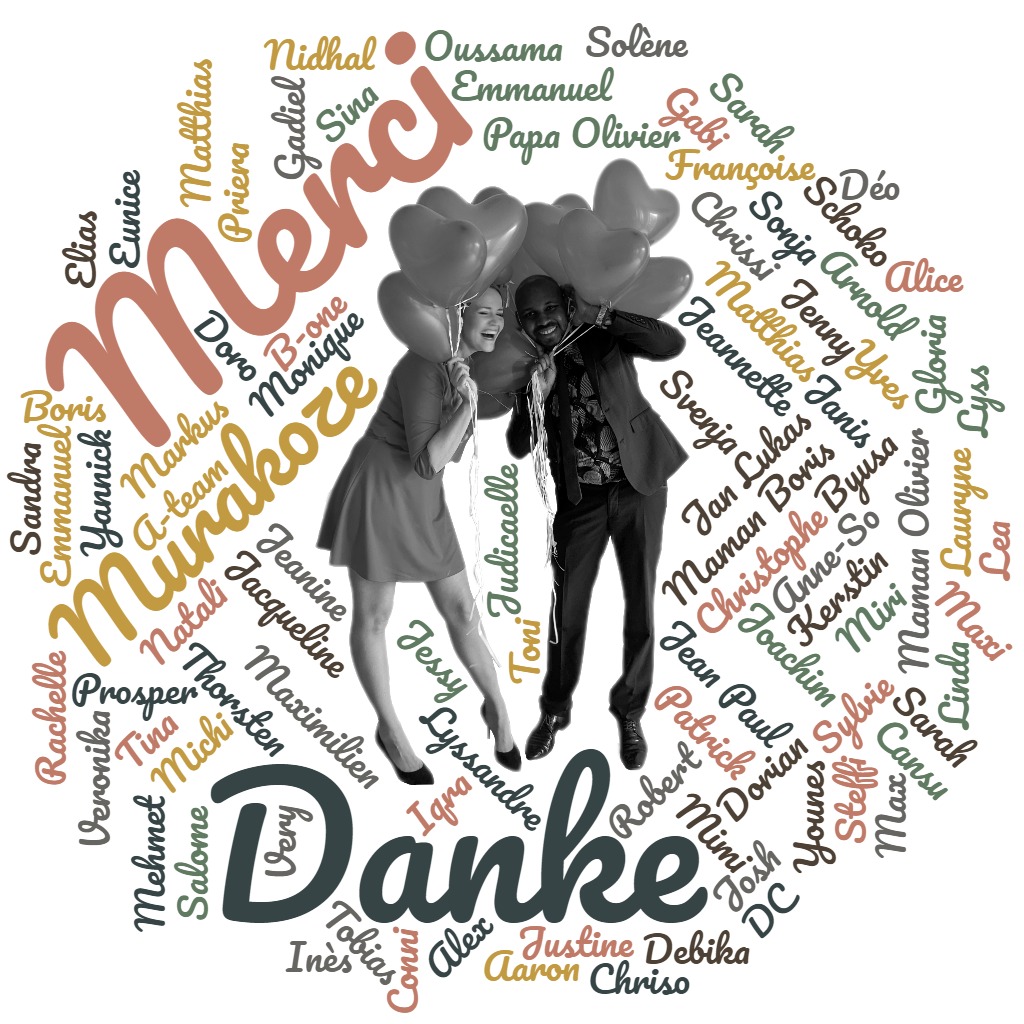 Nidhal
Oussama
Solène
Emmanuel
Papa Olivier
Sarah
Gabi
Françoise
Matthias
Gadiel
Sina
Priera
Merci
Elias
Eunice
Déo
Schoko
Sonja
Chrissi
Arnold
Alice
Matthias
Jenny
Yves
Gloria
Lyss
Jeannette
Janis
Doro
B-one
Monique
Murakoze
Boris
Sandra
Emmanuel
Yannick
Markus
A-team
Svenja
Jan Lukas
Maman Boris
Byusa
Christophe
Anne-So
Kerstin
Miri
Maman Olivier
Lauryne
Lea
Maxi
Linda
Judicaelle
Toni
Jeanine
Jacqueline
Natali
Rachelle
Prosper
Thorsten
Maximilien
Veronika
Tina
Michi
Jessy
Lyssandre
Iqra
Joachim
Jean Paul
Patrick
Sylvie
Sarah
Cansu
Dorian
Robert
Mimi
Younes
Steffi
Max
Josh
DC
Mehmet
Salome
Very
Danke
Inès
Tobias
Conni
Alex
Justine
Aaron
Debika
Chriso